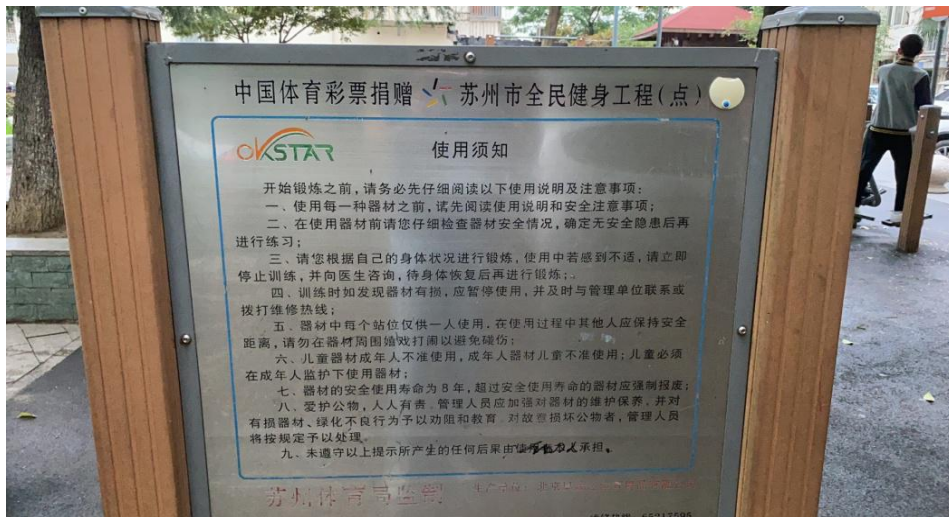 中国体育彩票捐赠 苏州市全民健身工程(点)
OKSTAR
使用须知
开始锻炼之前,请务必先仔细阅读以下使用说明及注意事项:
一、使用每一种器材之前,请先阅读使用说明和安全注意事项;
二、在使用器材前请您仔细检查器材安全情况,确定无安全隐患后再
进行练习;
三、请您根据自己的身体状况进行锻炼,使用中若感到不适,请立即
停止训练,并向医生咨询,待身体恢复后再进行锻炼;
四、训练时如发现器材有损,应暂停使用,并及时与管理单位联系或
拨打维修热线;
五、器材中每个站位仅供一人使用,在使用过程中其他人应保持安全
距离,请勿在器材周围嬉戏打闹以避免碰伤;
六、儿童器材成年人不准使用,成年人器材儿童不准使用;儿童必须
在成年人监护下使用器材;
七、器材的安全使用寿命为8年,超过安全使用寿命的器材应强制报废;
八、爱护公物,人人有责。管理人员应加强对器材的维护保养,并对
有损器材、绿化不良行为予以劝阻和教育。对故意损坏公物者,管理人员
将按规定予以处理。
九、未遵守以上提示所产生的任何后果由使承担。
苏州体育局监管
生产单位:北京